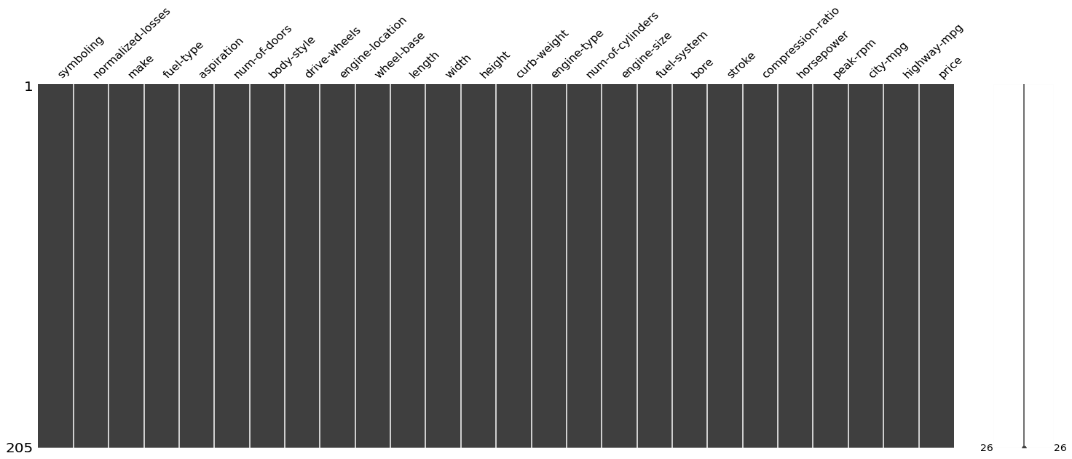 symboling
normalized-losses
make
fuel-type
aspiration
num-of-doors
body-style
drive-wheels
engine-location
wheel-base
length
width
height
curb-weight
engine-type
num-of-cylinders
engine-size
fuel-system
bore
stroke
compression-ratio
horsepower
peak-rpm
city-mpg
highway-mpg
price
1
205
26 26